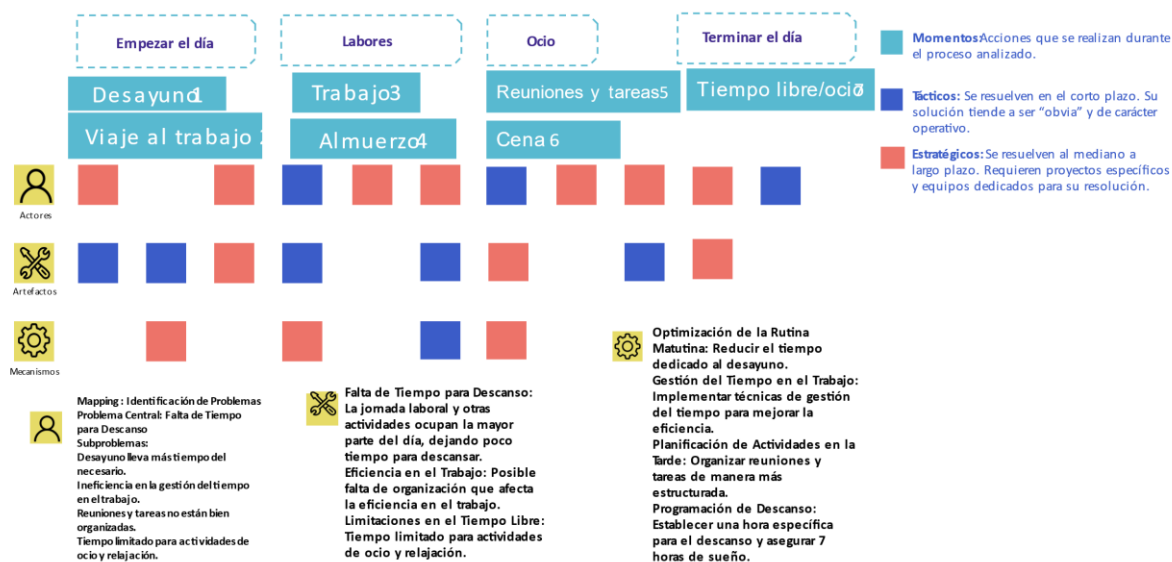 Empezar el día
Labores
Ocio
Terminar el día
Desayuno1
Trabajo3
Reuniones y tareas5
Tiempo libre/ocio
Viaje al trabajo 2
Almuerzo4
Cena 6
Momentos: Acciones que se realizan durante
el proceso analizado.
Tácticos: Se resuelven en el corto plazo. Su
solución tiende a ser “obvia” y de carácter
operativo.
Estratégicos: Se resuelven al mediano a
largo plazo. Requieren proyectos específicos
y equipos dedicados para su resolución.
Actores
Artefactos
Mecanismos
Mapping : Identificación de Problemas
Problema Central: Falta de Tiempo
para Descanso
Subproblemas:
Desayuno lleva más tiempo del
necesario.
Ineficiencia en la gestión del tiempo
en el trabajo.
Reuniones y tareas no están bien
organizadas.
Tiempo limitado para actividades de
ocio y relajación.
Falta de Tiempo para Descanso:
La jornada laboral y otras
actividades ocupan la mayor
parte del día, dejando poco
tiempo para descansar.
Eficiencia en el Trabajo: Posible
falta de organización que afecta
la eficiencia en el trabajo.
Limitaciones en el Tiempo Libre:
Tiempo limitado para actividades
de ocio y relajación.
Optimización de la Rutina
Matutina: Reducir el tiempo
dedicado al desayuno.
Gestión del Tiempo en el Trabajo:
Implementar técnicas de gestión
del tiempo para mejorar la
eficiencia.
Planificación de Actividades en la
Tarde: Organizar reuniones y
tareas de manera más
estructurada.
Programación de Descanso:
Establecer una hora específica
para el descanso y asegurar 7
horas de sueño.